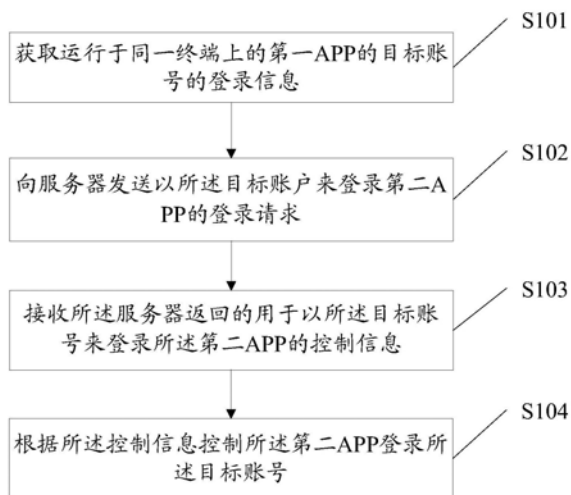 S101
获取运行于同一终端上的第一APP的目标账
号的登录信息
S102
向服务器发送以所述目标账户来登录第二A
PP的登录请求
S103
接收所述服务器返回的用于以所述目标账
号来登录所述第二APP的控制信息
S104
根据所述控制信息控制所述第二APP登录所
述目标账号